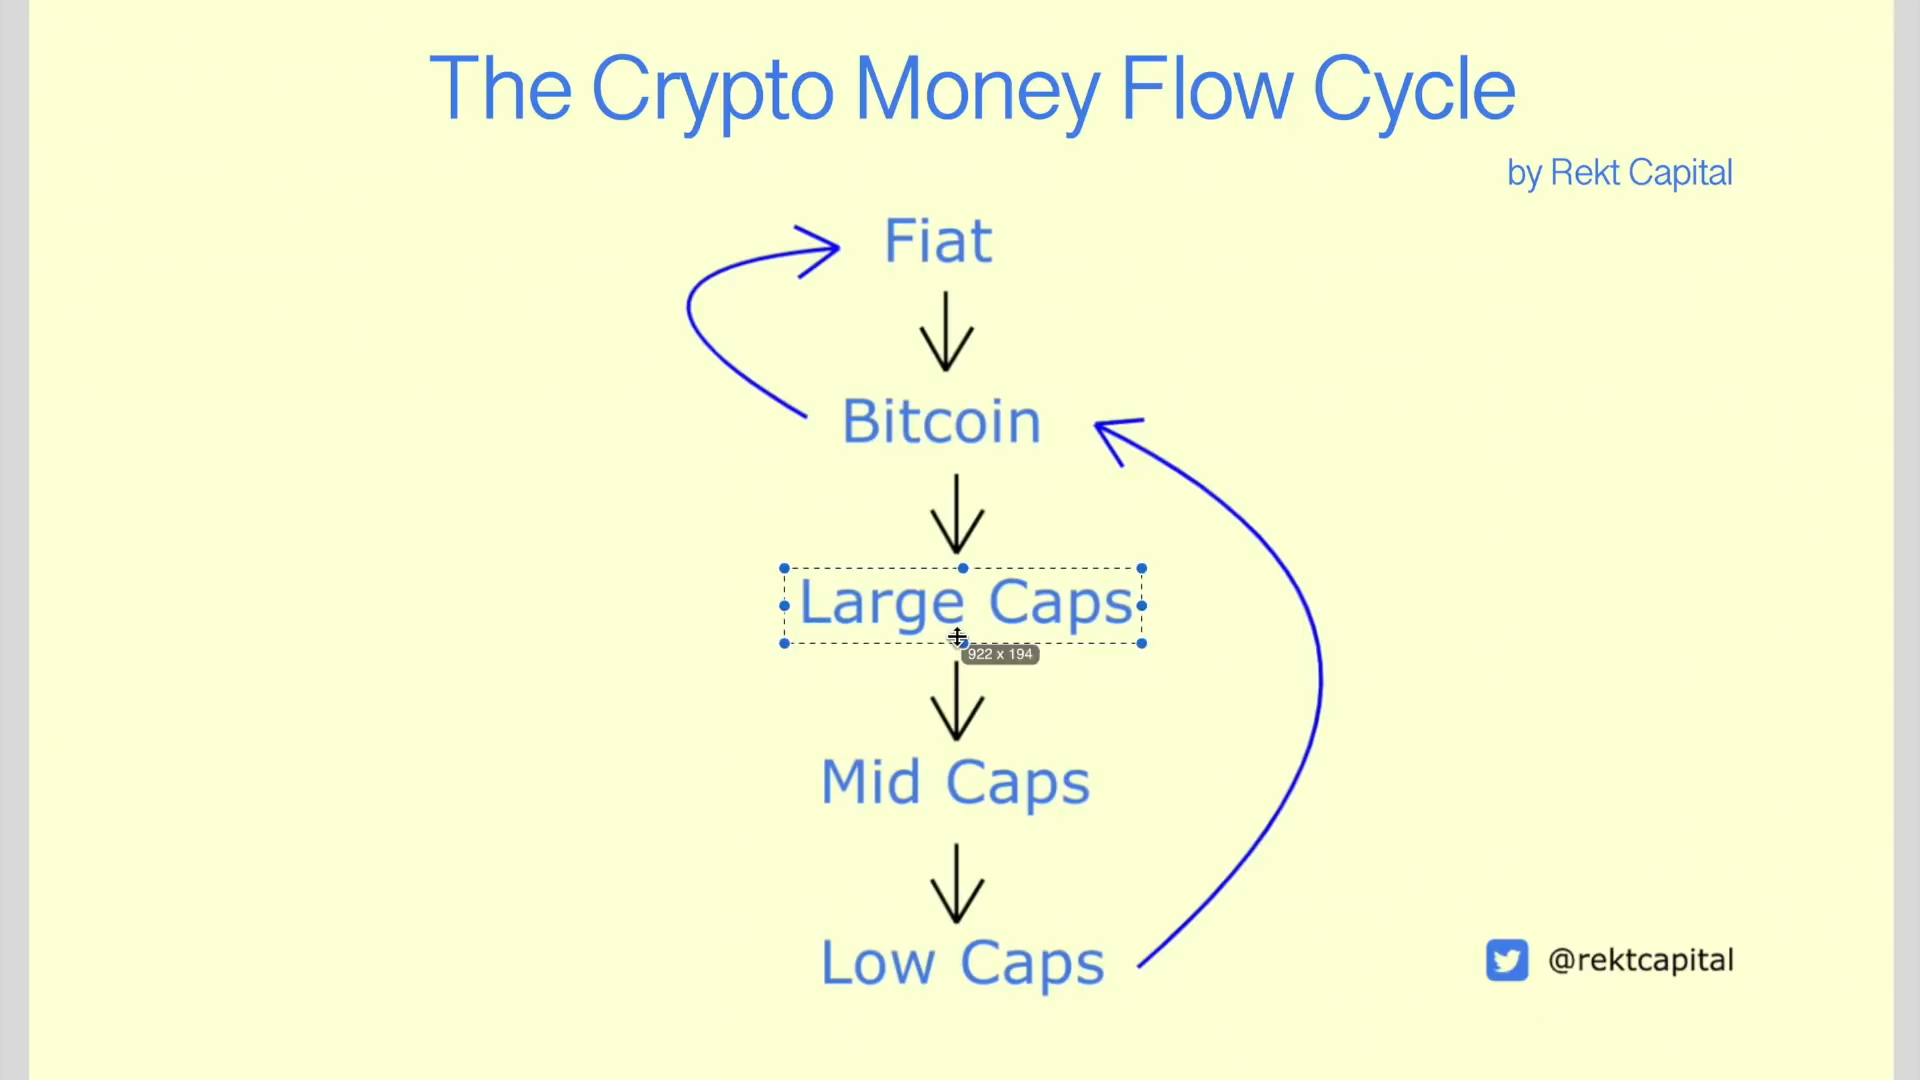 The Crypto Money Flow Cycle
by Rekt Capital
Fiat
Bitcoin
Large Caps
922 x 194
Mid Caps
Low Caps
@rektcapital